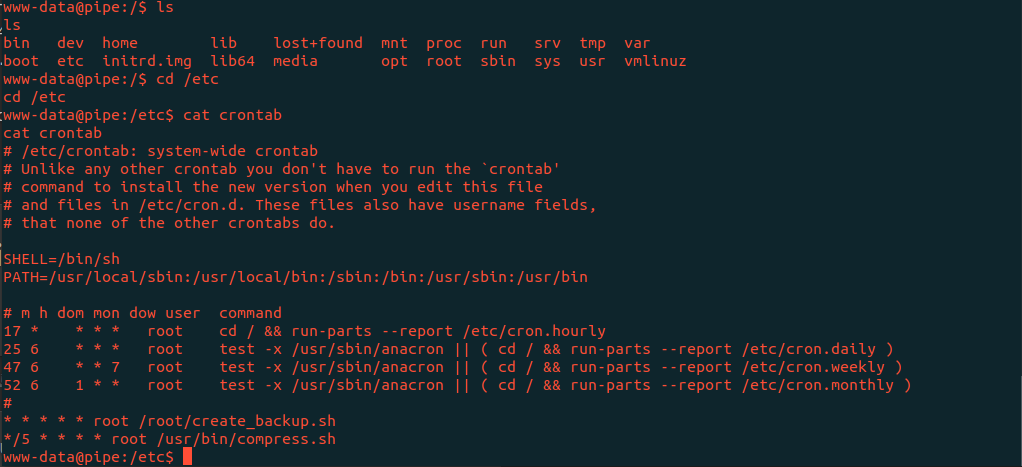 www-data@pipe:/$ ls
ls
bin   dev  home        lib    lost+found  mnt  proc  run   srv  tmp  var
boot  etc  initrd.img  lib64  media       opt  root  sbin  sys  usr  vmlinuz
www-data@pipe:/$ cd /etc
cd /etc
www-data@pipe:/etc$ cat crontab
cat crontab
# /etc/crontab: system-wide crontab
# Unlike any other crontab you don't have to run the `crontab'
# command to install the new version when you edit this file
# and files in /etc/cron.d. These files also have username fields,
# that none of the other crontabs do.

SHELL=/bin/sh
PATH=/usr/local/sbin:/usr/local/bin:/sbin:/bin:/usr/sbin:/usr/bin

# m h dom mon dow user  command
17 *    * * *   root    cd / && run-parts --report /etc/cron.hourly
25 6    * * *   root    test -x /usr/sbin/anacron || ( cd / && run-parts --report /etc/cron.daily )
47 6    * * 7   root    test -x /usr/sbin/anacron || ( cd / && run-parts --report /etc/cron.weekly )
52 6    1 * *   root    test -x /usr/sbin/anacron || ( cd / && run-parts --report /etc/cron.monthly )
#
* * * * * root /root/create_backup.sh
*/5 * * * * root /usr/bin/compress.sh
www-data@pipe:/etc$